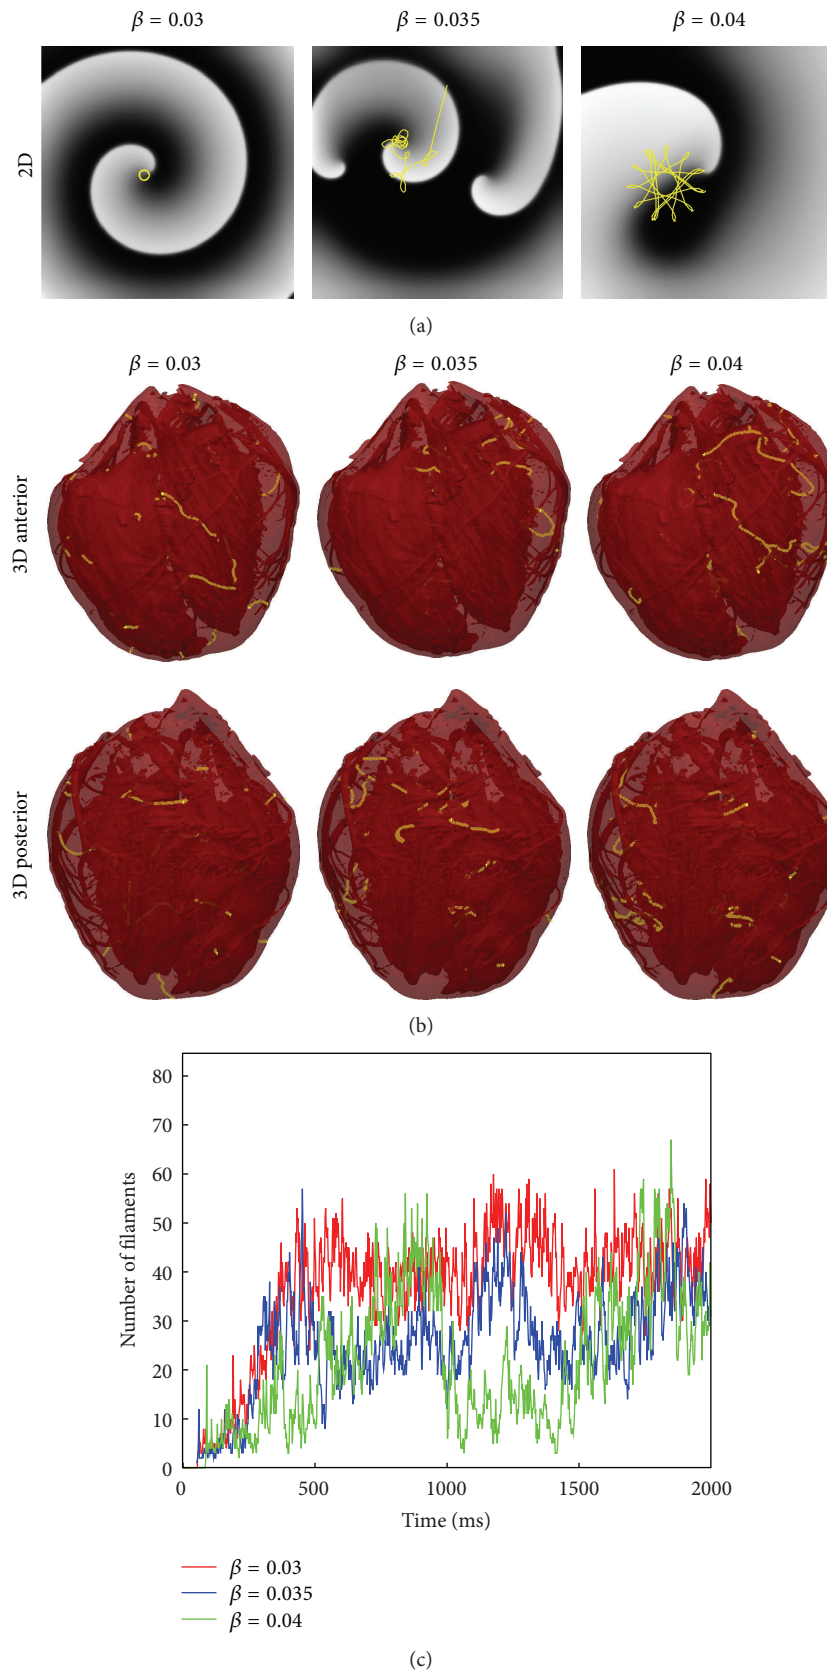 β = 0.03 β = 0.035 β = 0.04
2D
(a)
β = 0.03 β = 0.035 β = 0.04
3D anterior
3D posterior
(b)
80
70
60
50
40
30
20
10
0
Number of filaments
0 500 1000 1500 2000
Time (ms)
β = 0.03
β = 0.035
β = 0.04
(c)